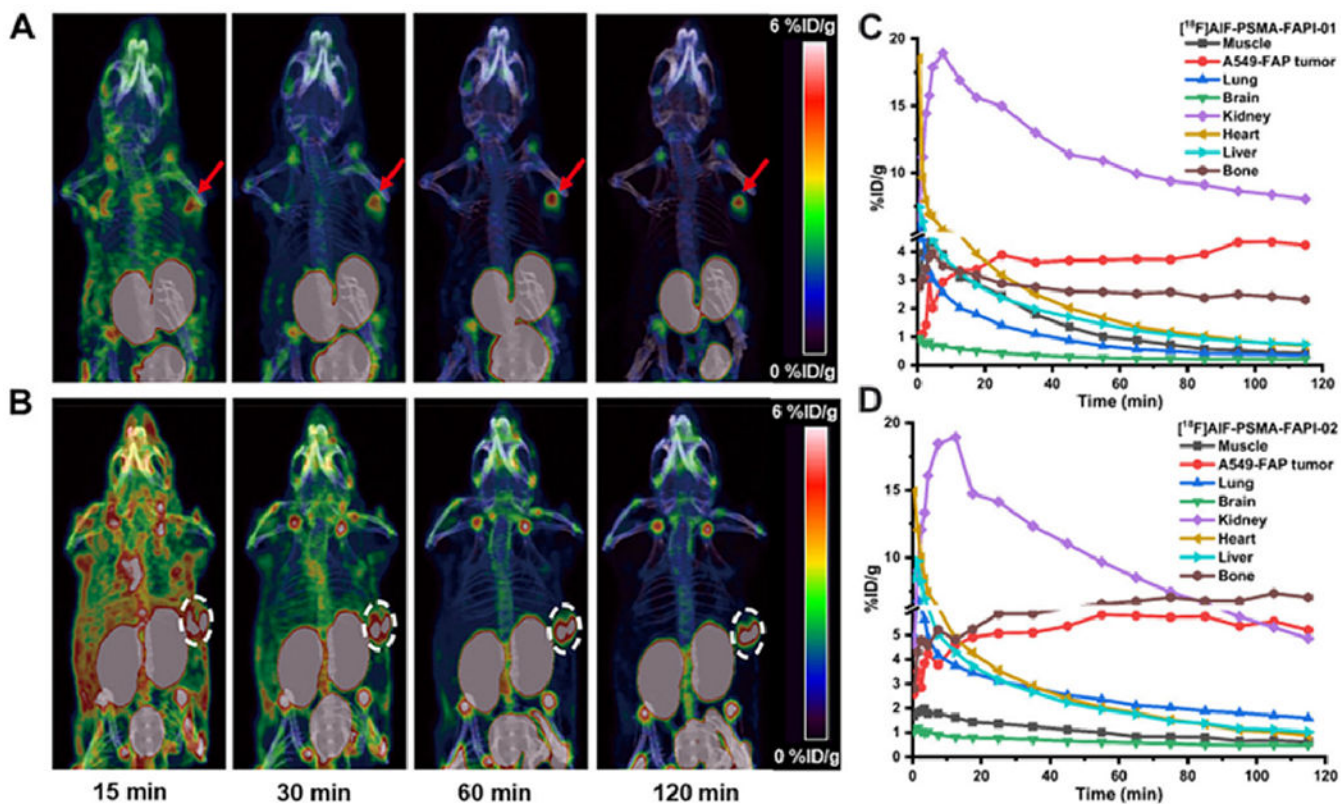 A
6 %ID/g
0 %ID/g
B
6 %ID/g
0 %ID/g
15 min
30 min
60 min
120 min
C
[¹⁸F]AlF-PSMA-FAPI-01
Muscle
A549-FAP tumor
Lung
Brain
Kidney
Heart
Liver
Bone
20
15
10
4
3
2
1
0
%ID/g
0 20 40 60 80 100 120
Time (min)
D
[¹⁸F]AlF-PSMA-FAPI-02
Muscle
A549-FAP tumor
Lung
Brain
Kidney
Heart
Liver
Bone
20
15
10
5
4
3
2
1
0
%ID/g
0 20 40 60 80 100 120
Time (min)